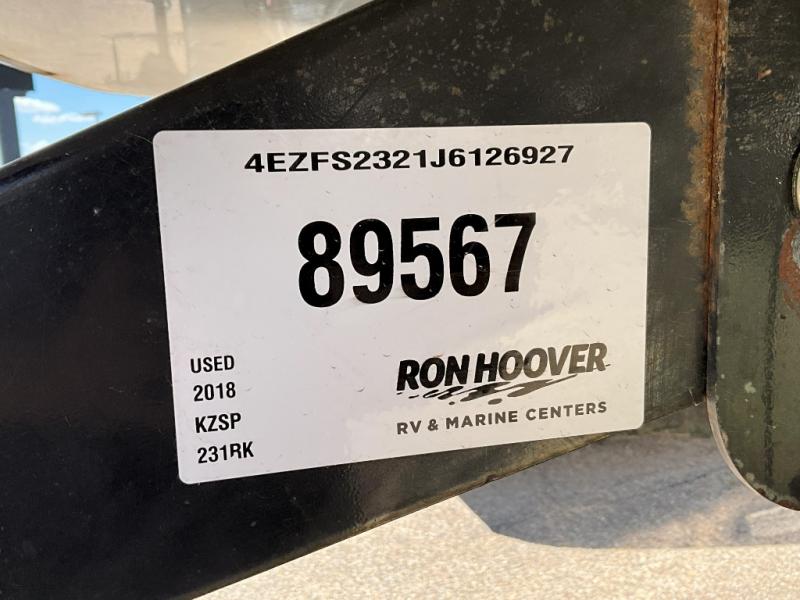 4EZFS2321J6126927
89567
USED
2018
KZSP
231RK
RON HOOVER
RV & MARINE CENTERS